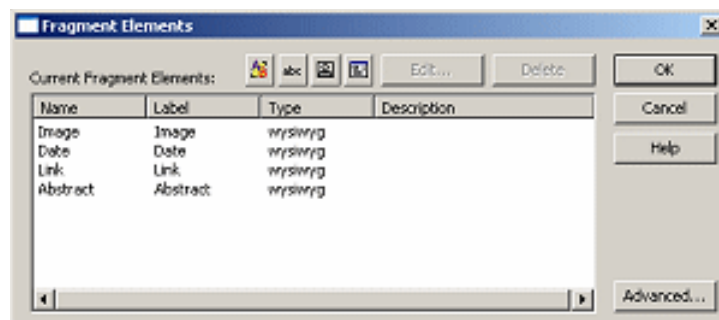 Fragment Elements
Current Fragment Elements: abc Edit... Delete OK
Name Label Type Description Cancel
Image Image wysiwyg Help
Date Date wysiwyg
Link Link wysiwyg
Abstract Abstract wysiwyg
Advanced...